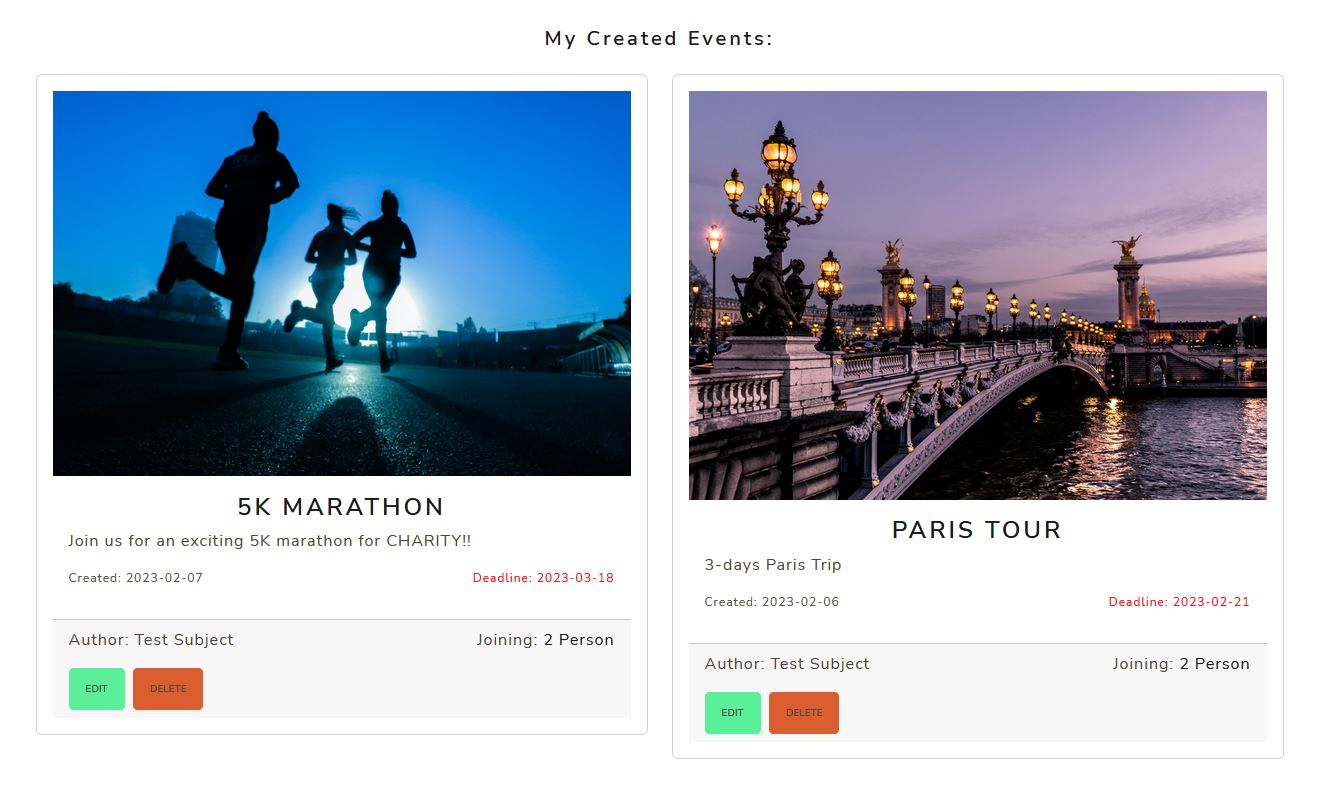 My Created Events:
5K MARATHON
Join us for an exciting 5K marathon for CHARITY!!
Created: 2023-02-07 Deadline: 2023-03-18
Author: Test Subject Joining: 2 Person
EDIT DELETE
PARIS TOUR
3-days Paris Trip
Created: 2023-02-06 Deadline: 2023-02-21
Author: Test Subject Joining: 2 Person
EDIT DELETE